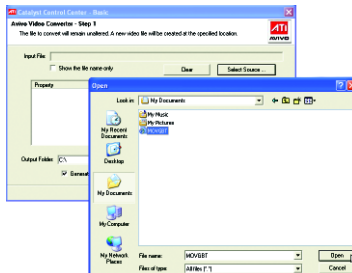 Catalyst Control Center - Basic
Avivo Video Converter - Step 1
The file to convert will remain unaltered. A new video file will be created at the specified location.
ATI
AVIVO
Input File:
Show the file name only
Clear
Select Source ...
Property
Output Folder: C:\
Open
Look in:
My Documents
My Music
My Pictures
MOVGBT
My Recent Documents
Desktop
My Documents
My Computer
My Network Places
File name:
MOVGBT
Open
Files of type:
All files (*.*)
Cancel